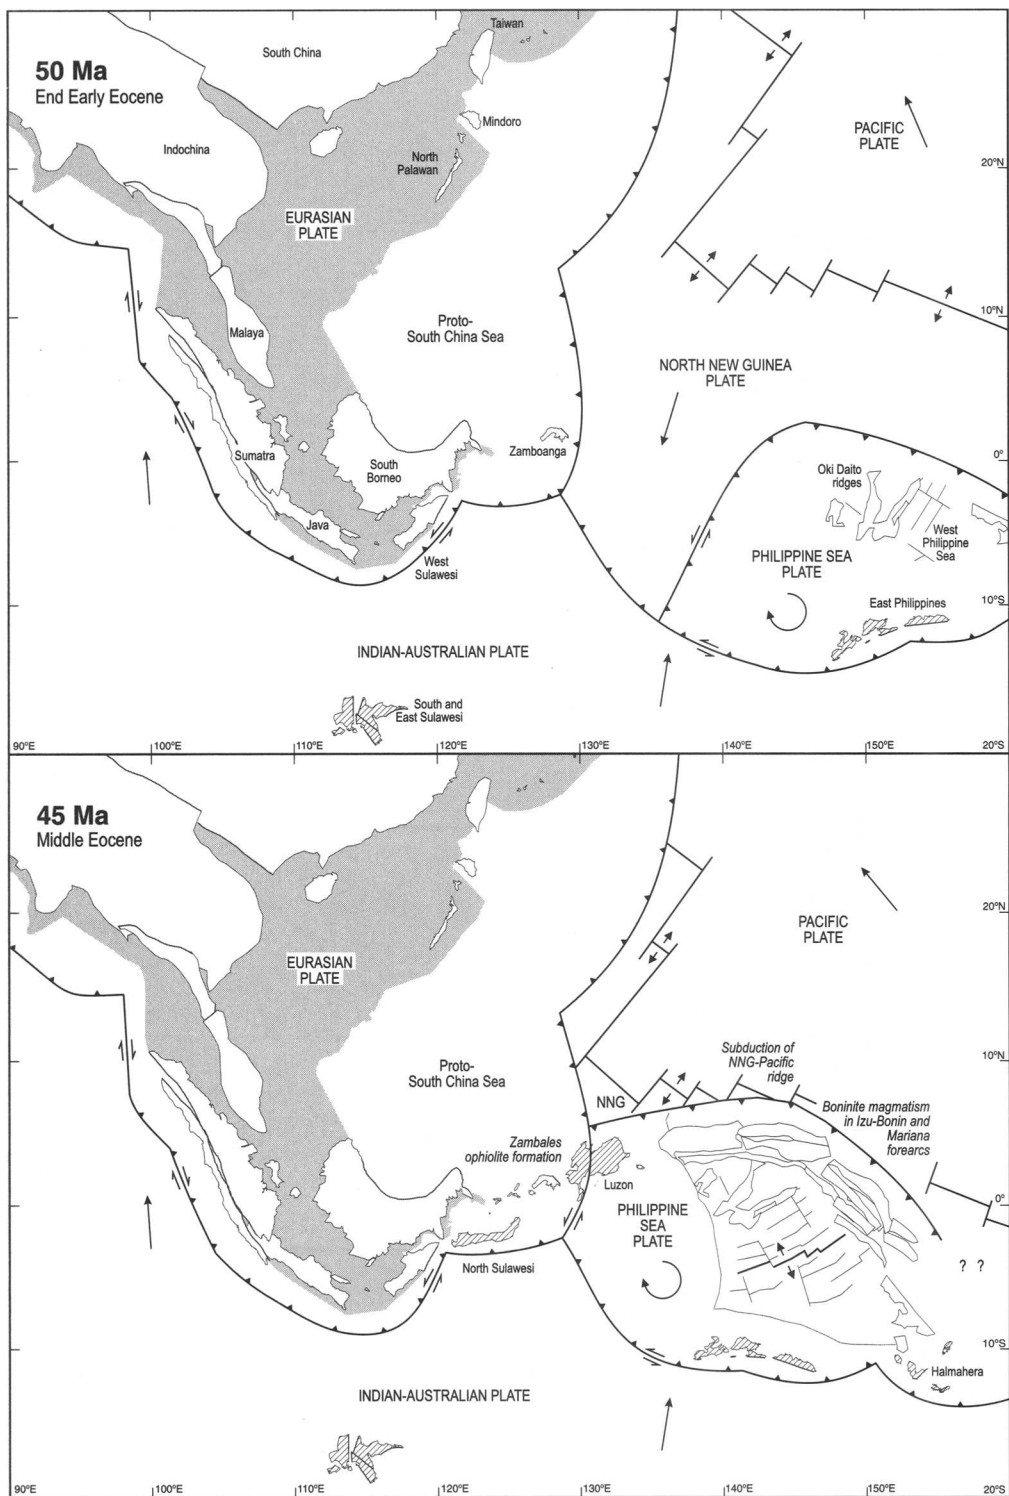 50 Ma
End Early Eocene
South China
Taiwan
Mindoro
Indochina
North
Palawan
PACIFIC
PLATE
20°N
EURASIAN
PLATE
Proto-
South China Sea
10°N
Malaya
NORTH NEW GUINEA
PLATE
Zamboanga
Sumatra
South
Borneo
0°
Oki Daito
ridges
Java
West
Sulawesi
West
Philippine
Sea
PHILIPPINE SEA
PLATE
East Philippines
10°S
INDIAN-AUSTRALIAN PLATE
South and
East Sulawesi
90°E
100°E
110°E
120°E
130°E
140°E
150°E
20°S
45 Ma
Middle Eocene
20°N
PACIFIC
PLATE
EURASIAN
PLATE
Proto-
South China Sea
Subduction of
NNG-Pacific
ridge
10°N
NNG
Boninite magmatism
in Izu-Bonin and
Mariana
forearcs
Zambales
ophiolite formation
Luzon
0°
PHILIPPINE
SEA
PLATE
North Sulawesi
? ?
10°S
Halmahera
INDIAN-AUSTRALIAN PLATE
90°E
100°E
110°E
120°E
130°E
140°E
150°E
20°S